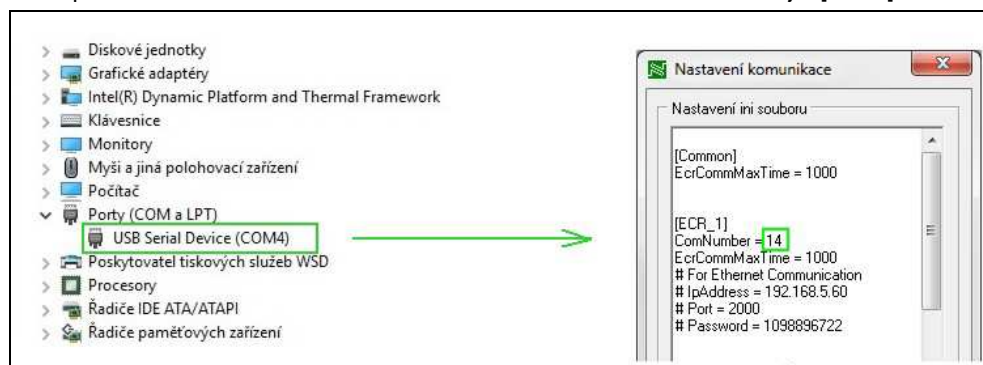 Diskové jednotky
Grafické adaptéry
Intel(R) Dynamic Platform and Thermal Framework
Klávesnice
Monitory
Myši a jiná polohovací zařízení
Počítač
Porty (COM a LPT)
USB Serial Device (COM4)
Poskytovatel tiskových služeb WSD
Procesory
Řadiče IDE ATA/ATAPI
Řadiče paměťových zařízení
Nastavení komunikace
Nastavení ini souboru
[Common]
EcrCommMaxTime = 1000
[ECR_1]
ComNumber = 14
EcrCommMaxTime = 1000
# For Ethernet Communication
# IpAddress = 192.168.5.60
# Port = 2000
# Password = 1098896722